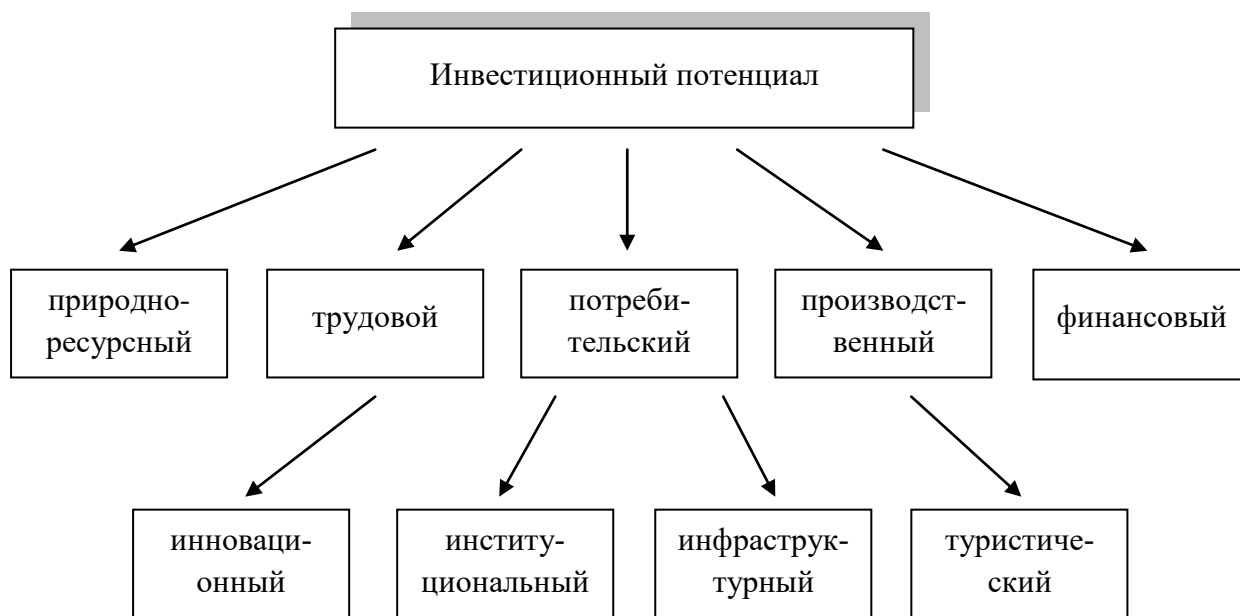 Инвестиционный потенциал
природно-
ресурсный
трудовой
потреби-
тельский
производст-
венный
финансовый
инноваци-
онный
институ-
циональный
инфраструк-
турный
туристиче-
ский